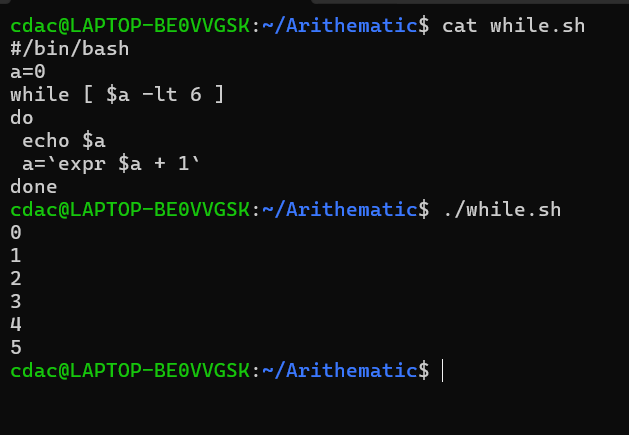 cdac@LAPTOP-BE0VVGSK:~/Arithematic$ cat while.sh
#/bin/bash
a=0
while [ $a -lt 6 ]
do
 echo $a
 a=`expr $a + 1`
done
cdac@LAPTOP-BE0VVGSK:~/Arithematic$ ./while.sh
0
1
2
3
4
5
cdac@LAPTOP-BE0VVGSK:~/Arithematic$